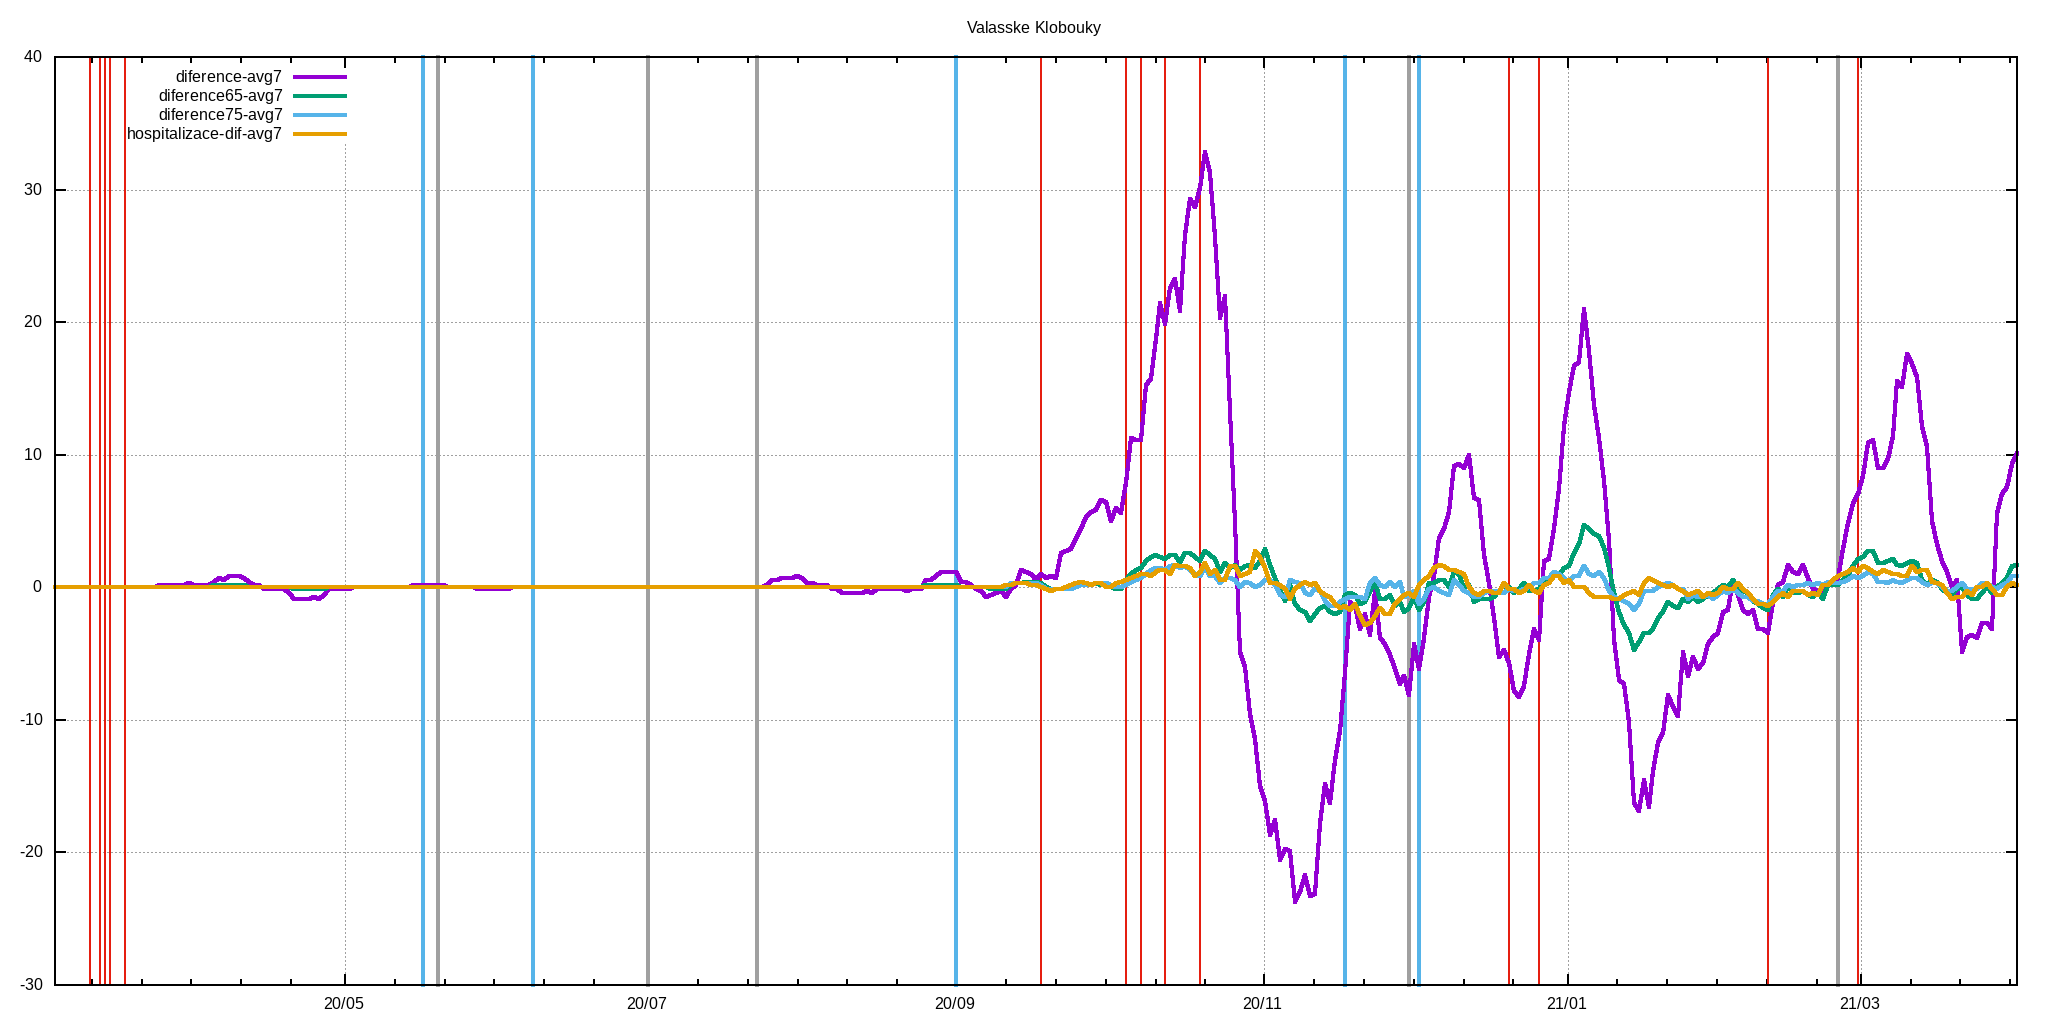 Valasske Klobouky
40
30
20
10
0
-10
-20
-30
diference-avg7
diference65-avg7
diference75-avg7
hospitalizace-dif-avg7
20/05
20/07
20/09
20/11
21/01
21/03